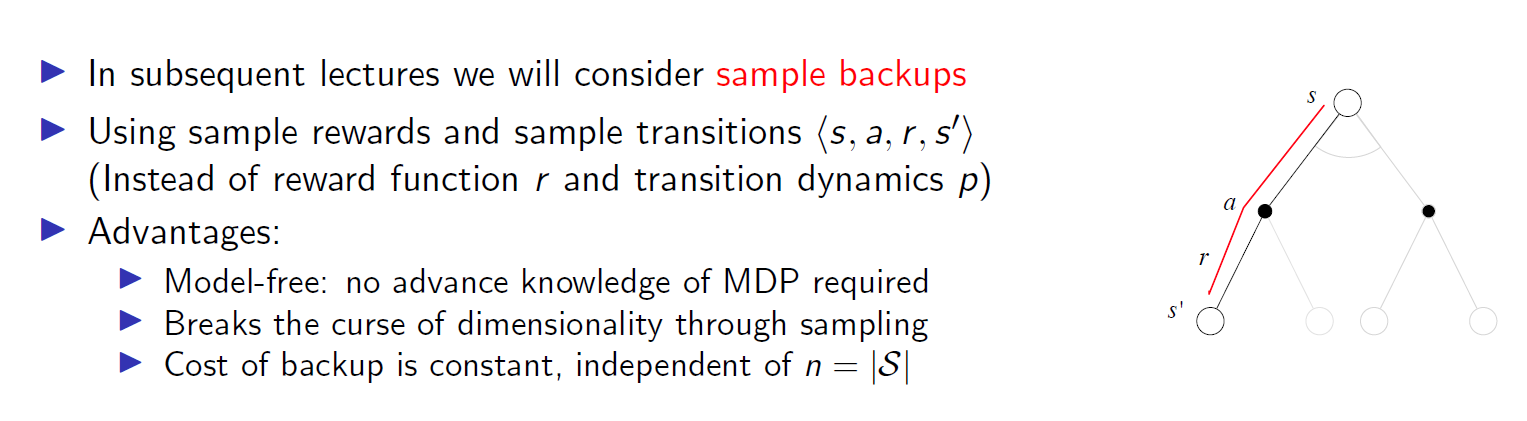 In subsequent lectures we will consider sample backups
Using sample rewards and sample transitions ⟨s, a, r, s′⟩
(Instead of reward function r and transition dynamics p)
Advantages:
Model-free: no advance knowledge of MDP required
Breaks the curse of dimensionality through sampling
Cost of backup is constant, independent of n = |𝒮|
s
a
r
s'